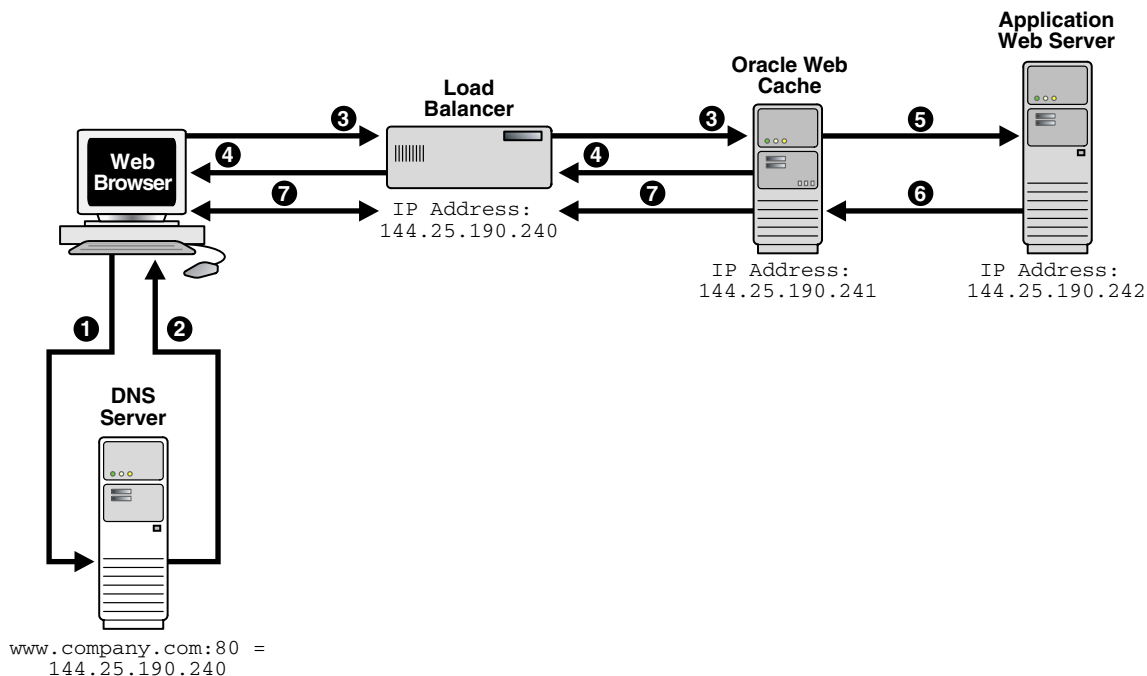 Application
Web Server
Oracle Web
Cache
Load
Balancer
3
3
5
4
4
Web
Browser
7
7
6
IP Address:
144.25.190.240
IP Address:
144.25.190.241
IP Address:
144.25.190.242
1
2
DNS
Server
www.company.com:80 =
144.25.190.240